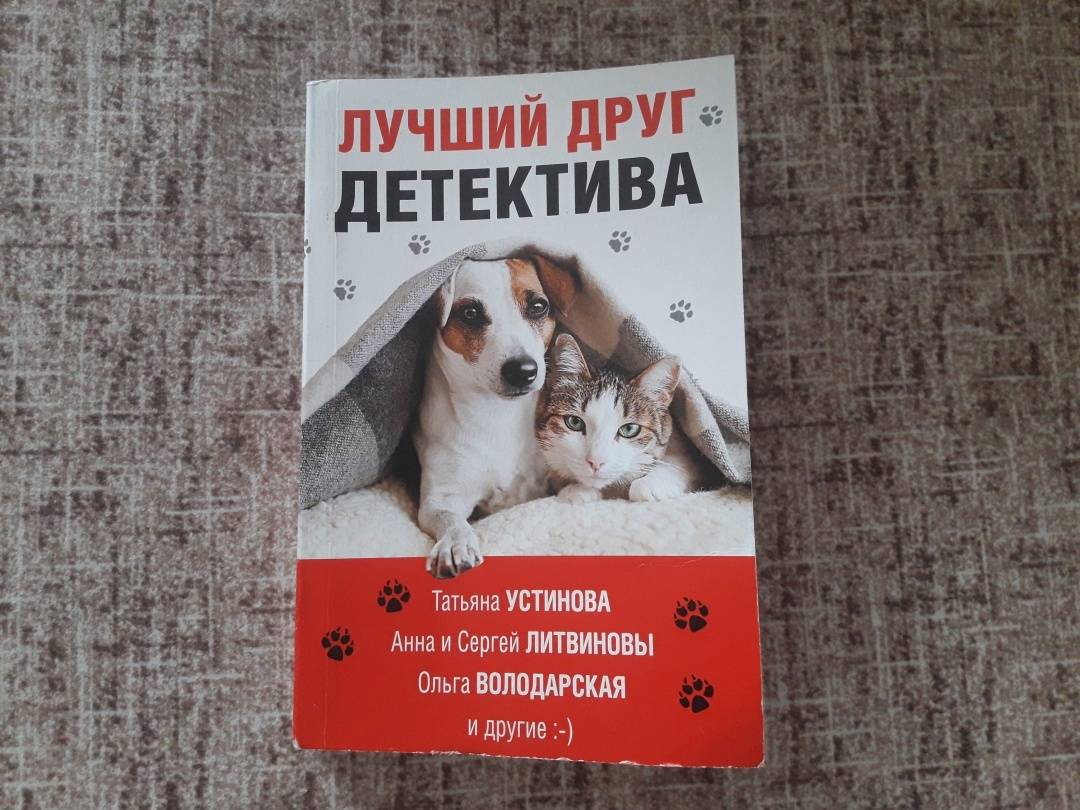 ЛУЧШИЙ ДРУГ
ДЕТЕКТИВА
Татьяна УСТИНОВА
Анна и Сергей ЛИТВИНОВЫ
Ольга ВОЛОДАРСКАЯ
и другие :-)